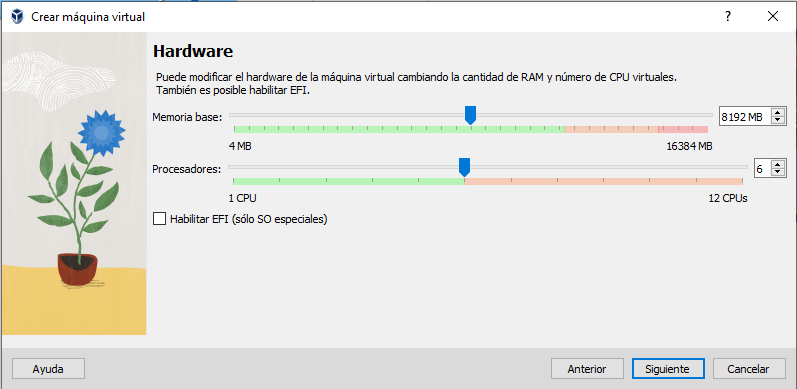 Crear máquina virtual
Hardware
Puede modificar el hardware de la máquina virtual cambiando la cantidad de RAM y número de CPU virtuales.
También es posible habilitar EFI.
Memoria base:
8192 MB
4 MB
16384 MB
Procesadores:
6
1 CPU
12 CPUs
Habilitar EFI (sólo SO especiales)
Ayuda
Anterior
Siguiente
Cancelar